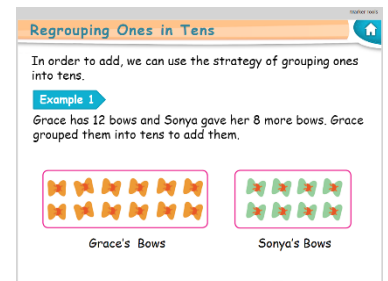 Regrouping Ones in Tens
In order to add, we can use the strategy of grouping ones
into tens.
Example 1
Grace has 12 bows and Sonya gave her 8 more bows. Grace
grouped them into tens to add them.
Grace's Bows
Sonya's Bows